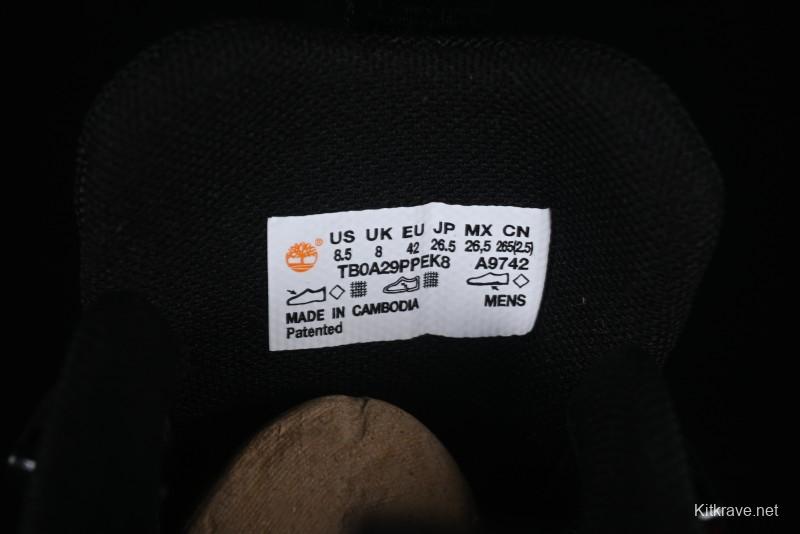 US UK EU JP MX CN
8.5 8 42 26.5 26,5 265(2.5)
TB0A29PPEK8 A9742
MADE IN CAMBODIA MENS
Patented
Kitkrave.net